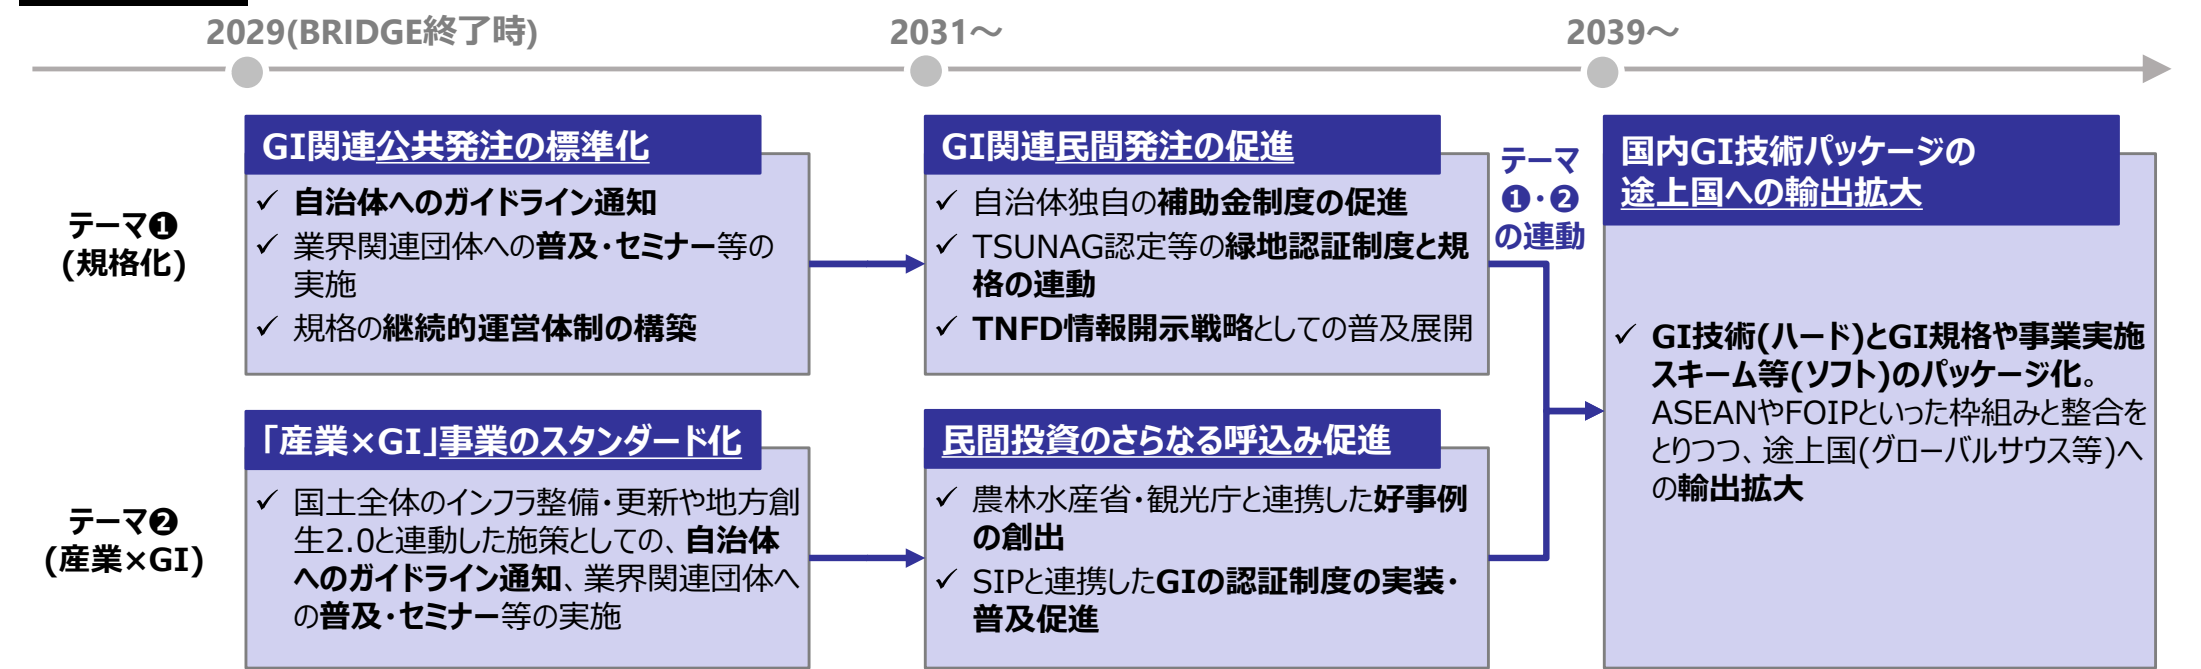 2029(BRIDGE終了時)
2031～
2039～
テーマ❶
(規格化)
GI関連公共発注の標準化
✓ 自治体へのガイドライン通知
✓ 業界関連団体への普及・セミナー等の
実施
✓ 規格の継続的運営体制の構築
GI関連民間発注の促進
✓ 自治体独自の補助金制度の促進
✓ TSUNAG認定等の緑地認証制度と規
格の連動
✓ TNFD情報開示戦略としての普及展開
テーマ
❶・❷
の連動
国内GI技術パッケージの
途上国への輸出拡大
✓ GI技術(ハード)とGI規格や事業実施
スキーム等(ソフト)のパッケージ化。
ASEANやFOIPといった枠組みと整合を
とりつつ、途上国(グローバルサウス等)へ
の輸出拡大
テーマ❷
(産業×GI)
「産業×GI」事業のスタンダード化
✓ 国土全体のインフラ整備・更新や地方創
生2.0と連動した施策としての、自治体
へのガイドライン通知、業界関連団体へ
の普及・セミナー等の実施
民間投資のさらなる呼込み促進
✓ 農林水産省・観光庁と連携した好事例
の創出
✓ SIPと連携したGIの認証制度の実装・
普及促進